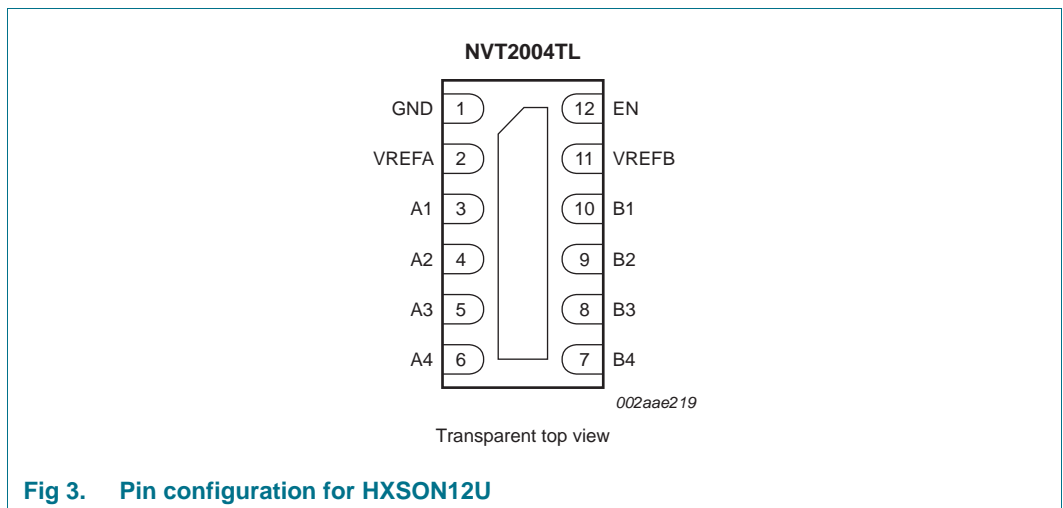 NVT2004TL
GND 1 12 EN
VREFA 2 11 VREFB
A1 3 10 B1
A2 4 9 B2
A3 5 8 B3
A4 6 7 B4
002aae219
Transparent top view
Fig 3. Pin configuration for HXSON12U